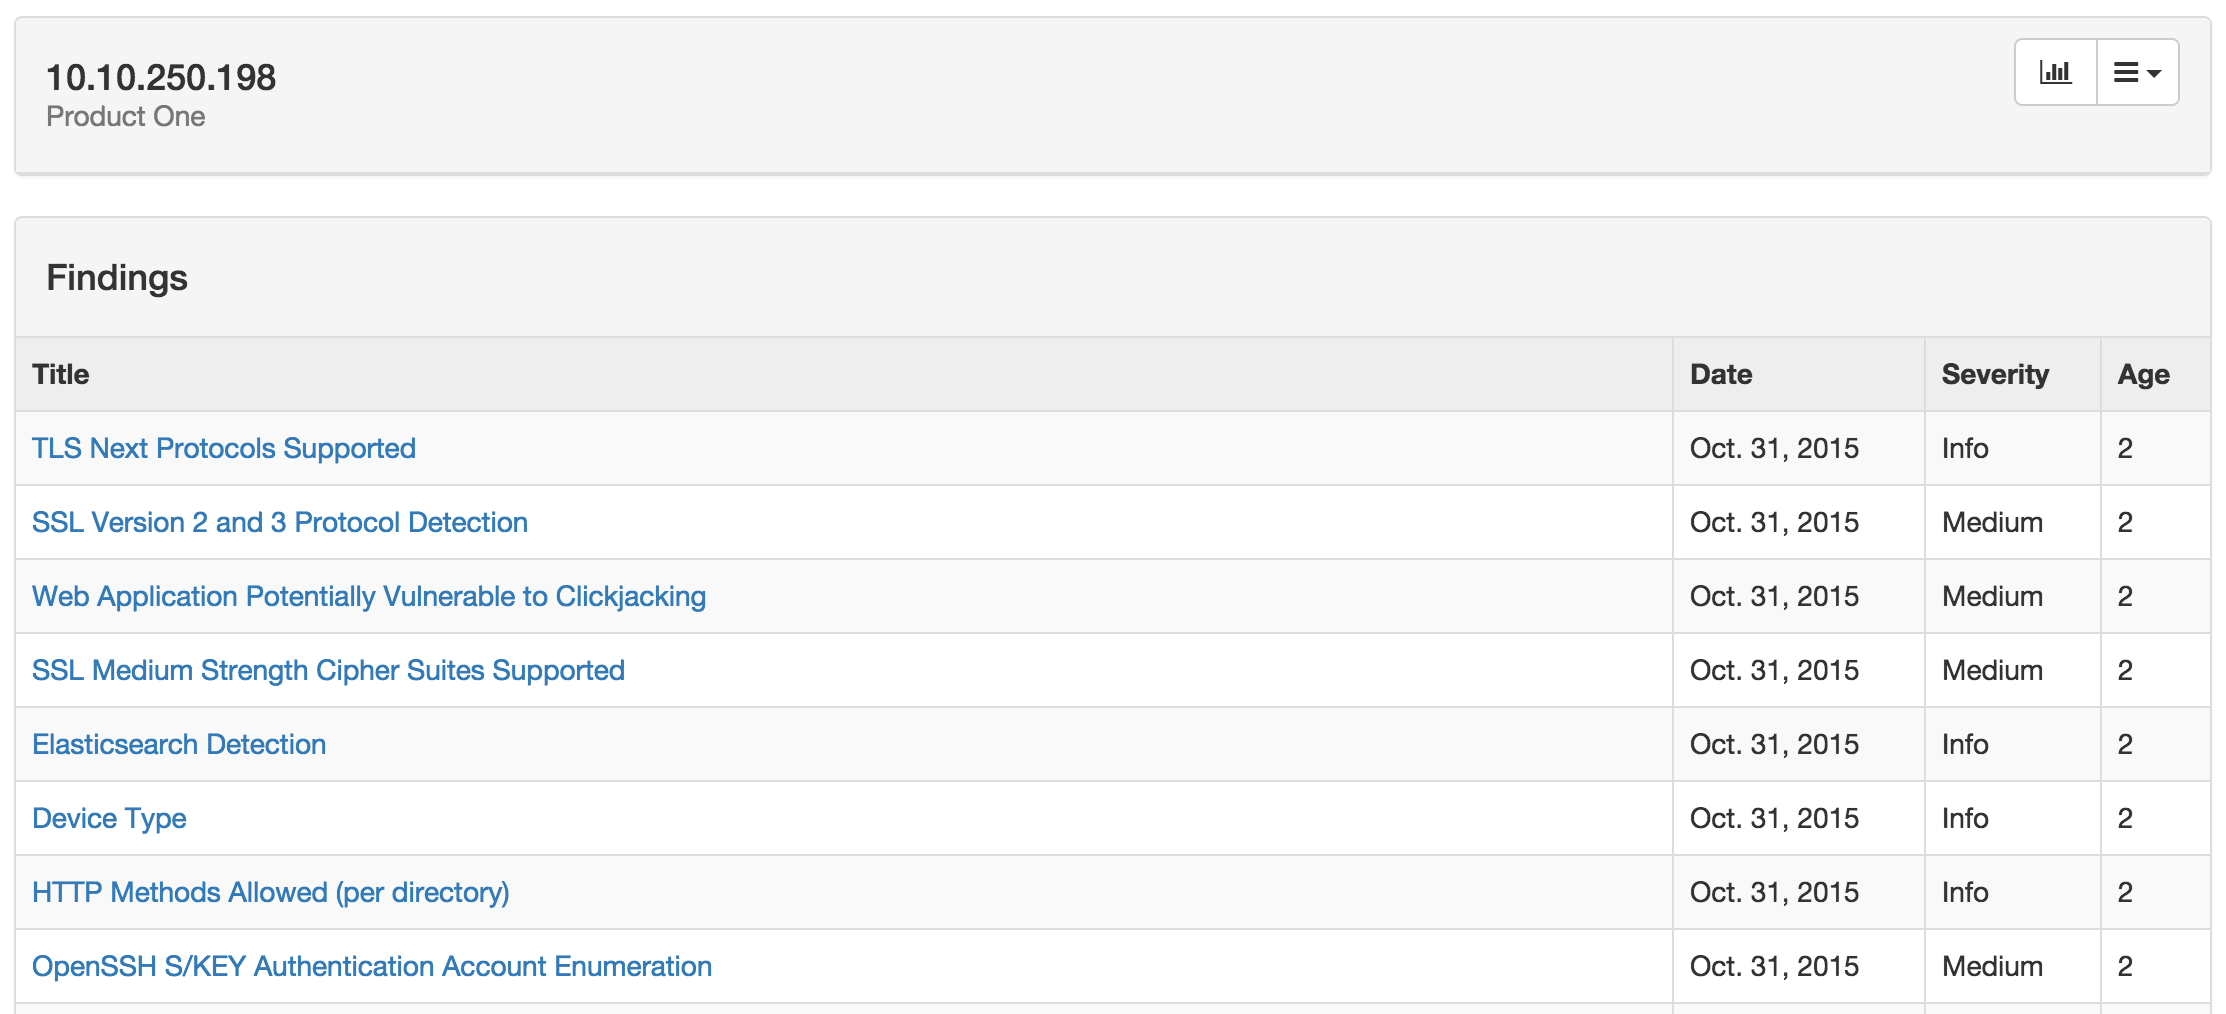 10.10.250.198
Product One
Findings
Title Date Severity Age
TLS Next Protocols Supported Oct. 31, 2015 Info 2
SSL Version 2 and 3 Protocol Detection Oct. 31, 2015 Medium 2
Web Application Potentially Vulnerable to Clickjacking Oct. 31, 2015 Medium 2
SSL Medium Strength Cipher Suites Supported Oct. 31, 2015 Medium 2
Elasticsearch Detection Oct. 31, 2015 Info 2
Device Type Oct. 31, 2015 Info 2
HTTP Methods Allowed (per directory) Oct. 31, 2015 Info 2
OpenSSH S/KEY Authentication Account Enumeration Oct. 31, 2015 Medium 2